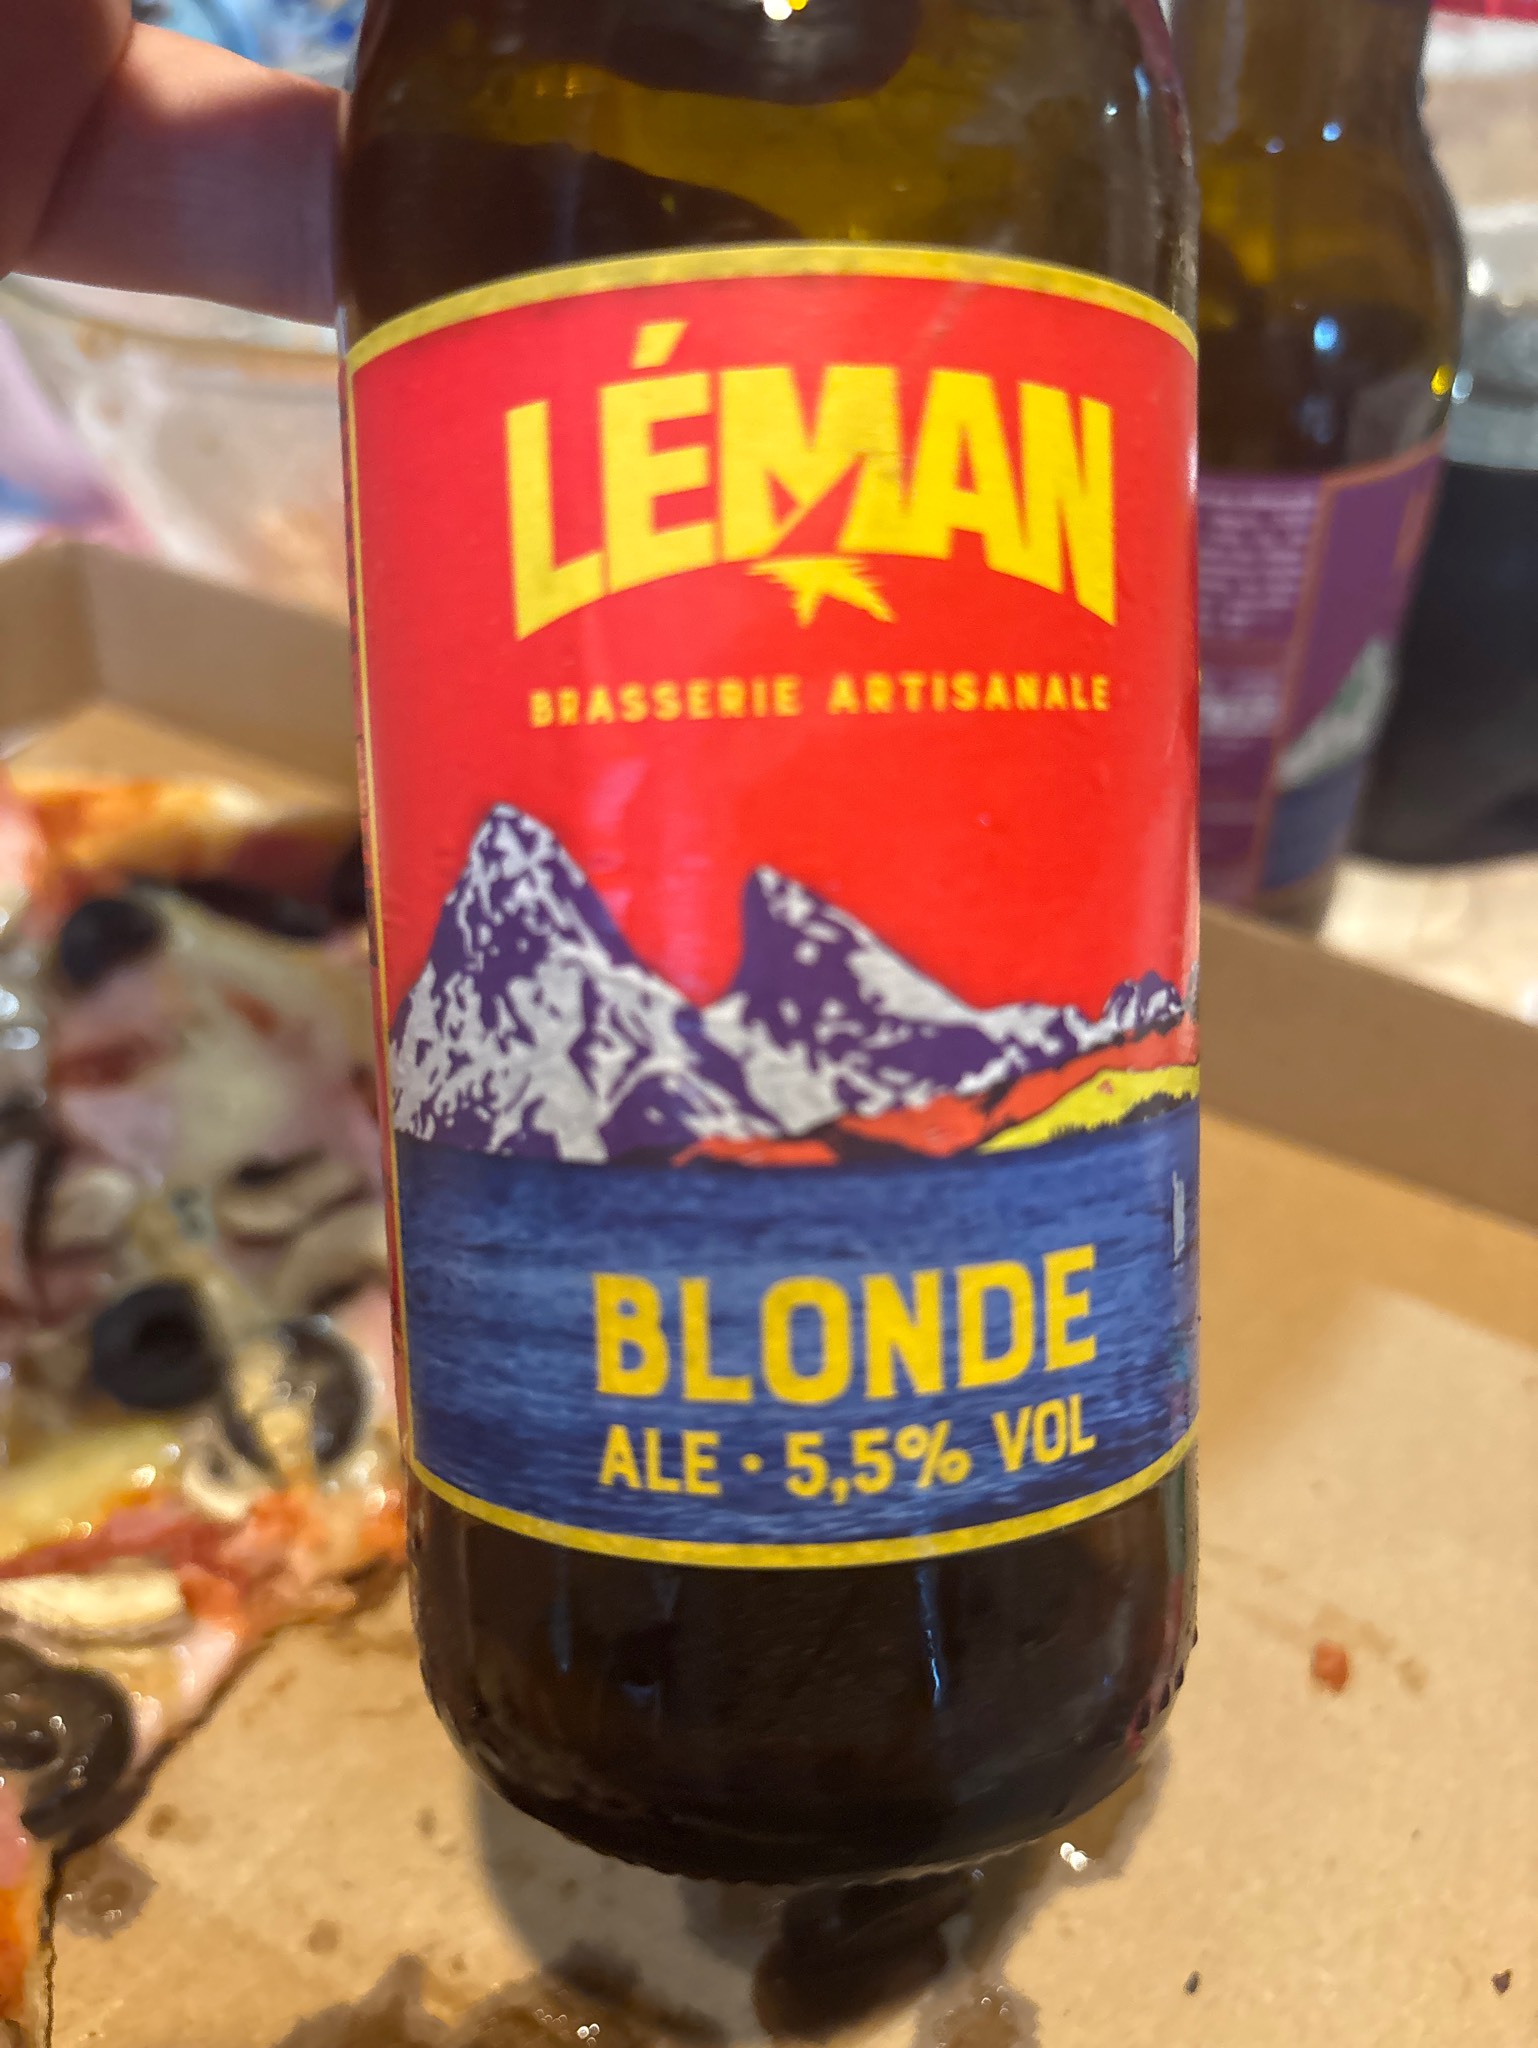 LÉMAN
BRASSERIE ARTISANALE
BLONDE
ALE · 5,5% VOL